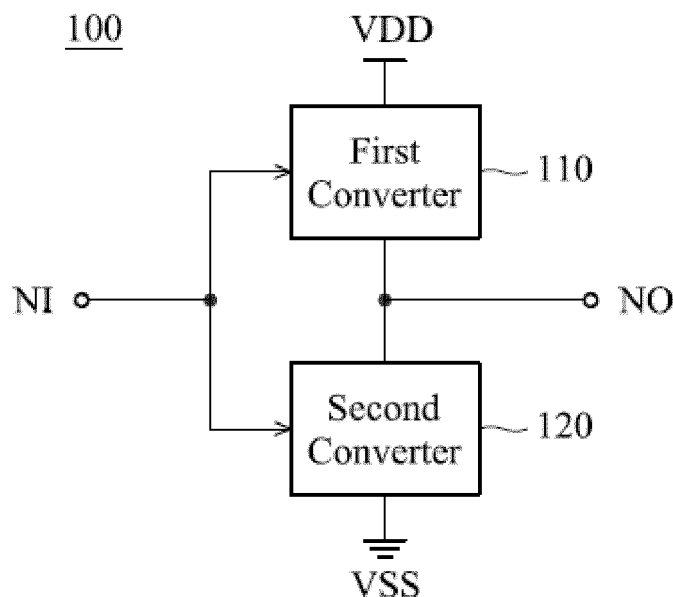 100
VDD
First
Converter
110
NI
NO
Second
Converter
120
VSS